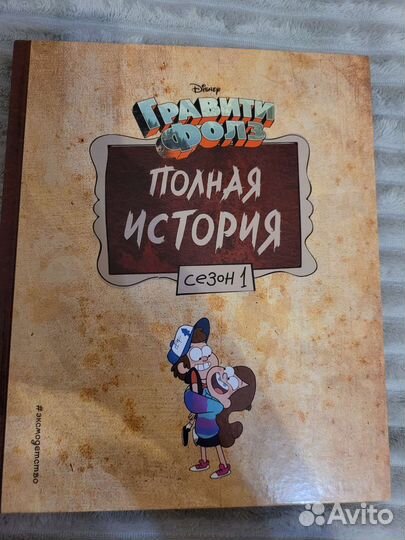 Disney
ГРАВИТИ
ФОЛЗ
ПОЛНАЯ
ИСТОРИЯ
сезон 1
#эксмодетство
Avito